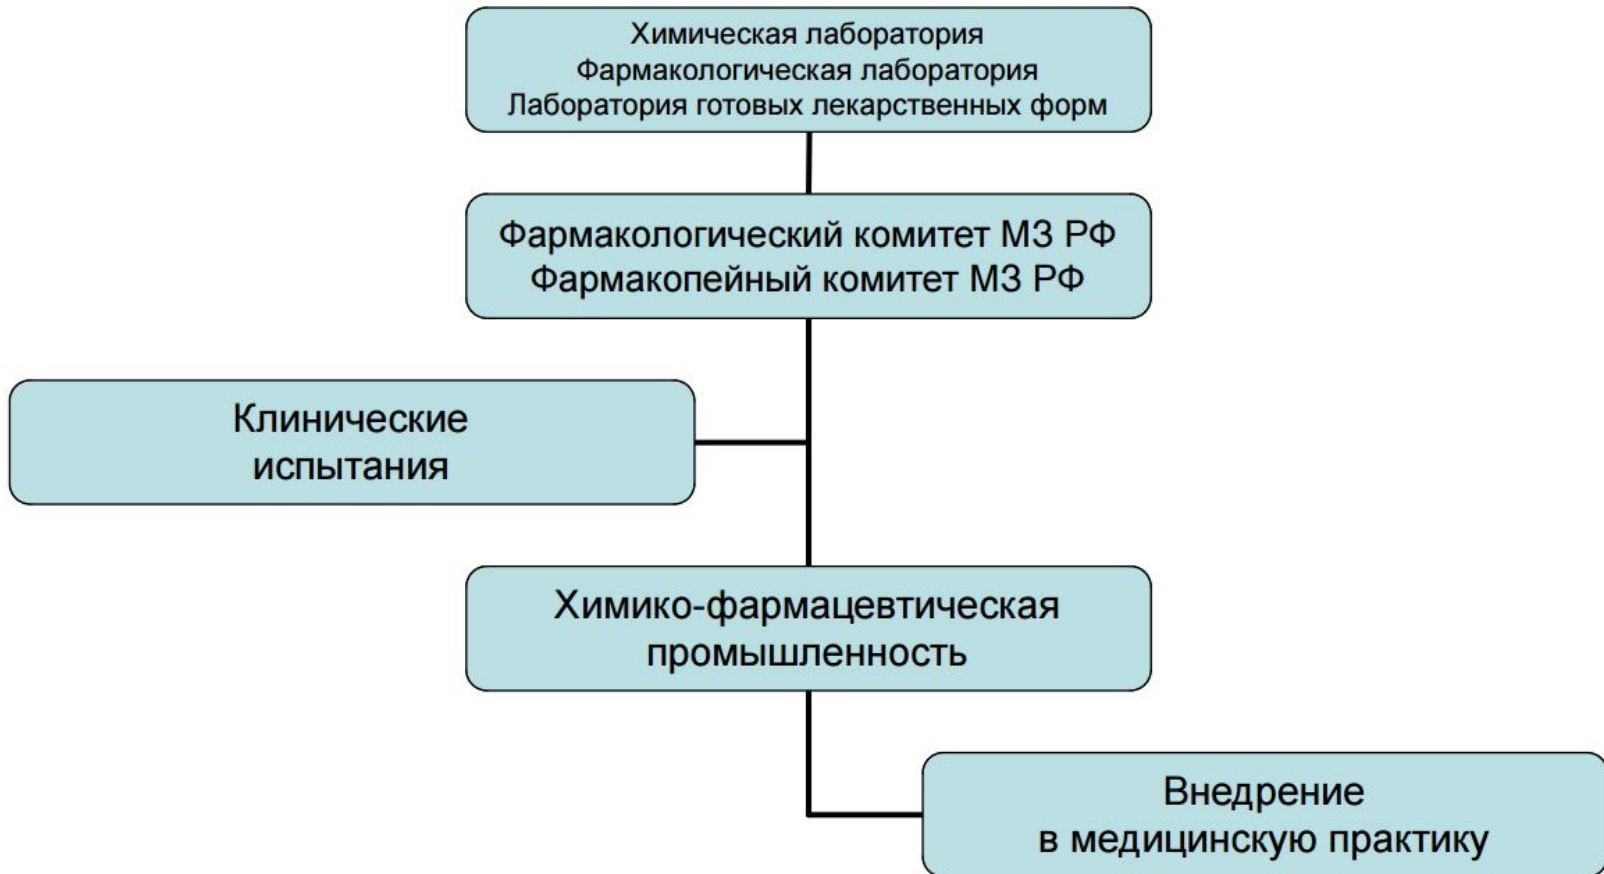 Химическая лаборатория
Фармакологическая лаборатория
Лаборатория готовых лекарственных форм
Фармакологический комитет МЗ РФ
Фармакопейный комитет МЗ РФ
Клинические
испытания
Химико-фармацевтическая
промышленность
Внедрение
в медицинскую практику